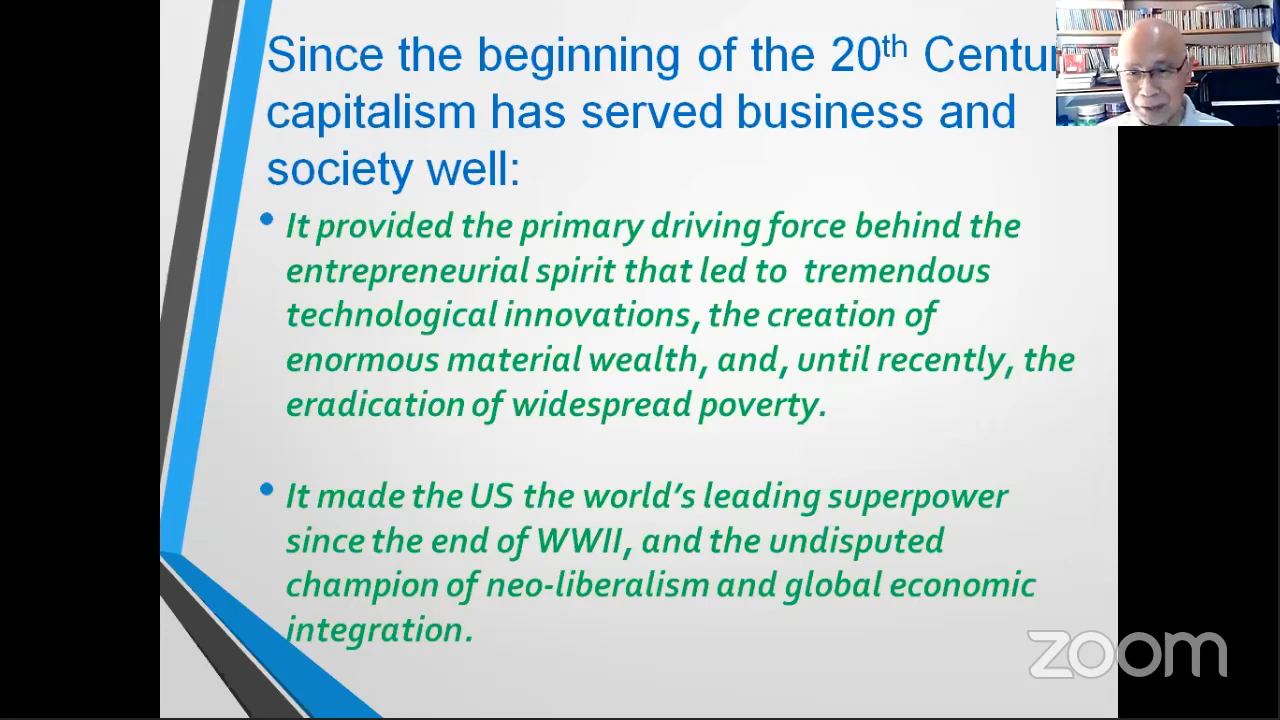 Since the beginning of the 20th Centu
capitalism has served business and
society well:
• It provided the primary driving force behind the
entrepreneurial spirit that led to tremendous
technological innovations, the creation of
enormous material wealth, and, until recently, the
eradication of widespread poverty.
• It made the US the world's leading superpower
since the end of WWII, and the undisputed
champion of neo-liberalism and global economic
integration.
zoom